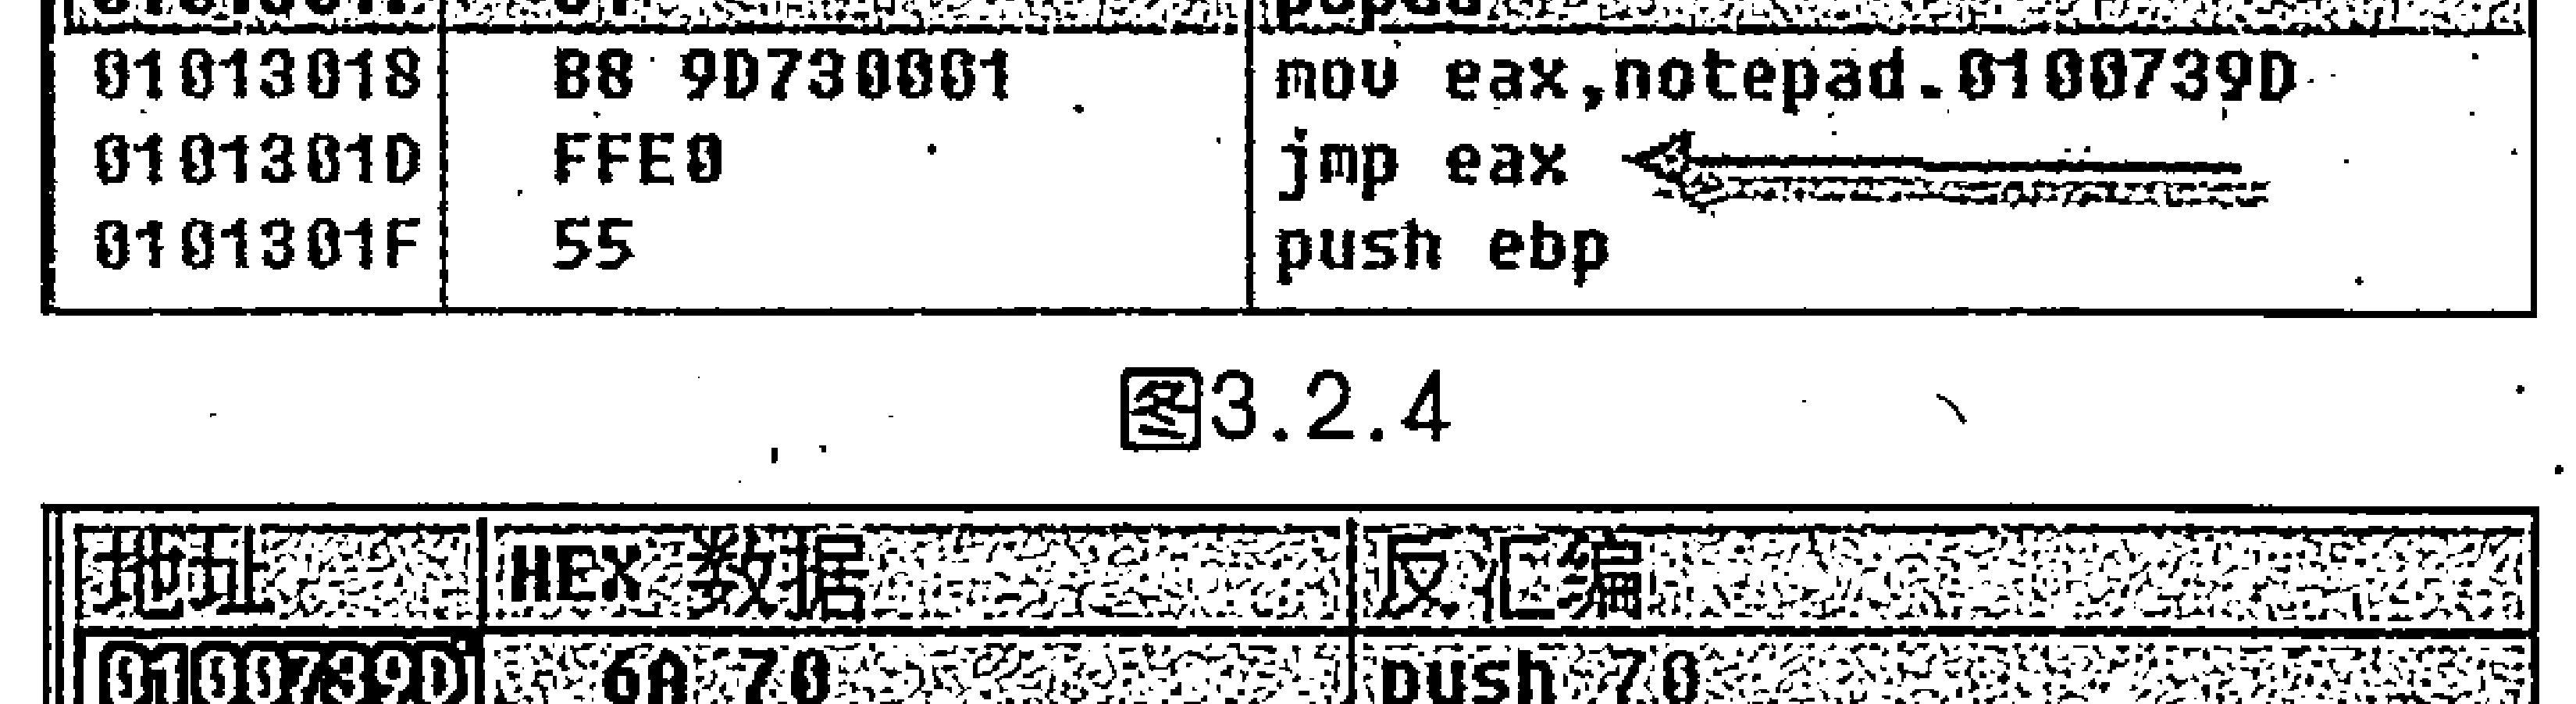 01013018 B8 9D730001 mov eax,notepad.0100739D
0101301D FFE0 jmp eax
0101301F 55 push ebp
图3.2.4
地址 HEX 数据 反汇编
0100739D 6A 70 push 70